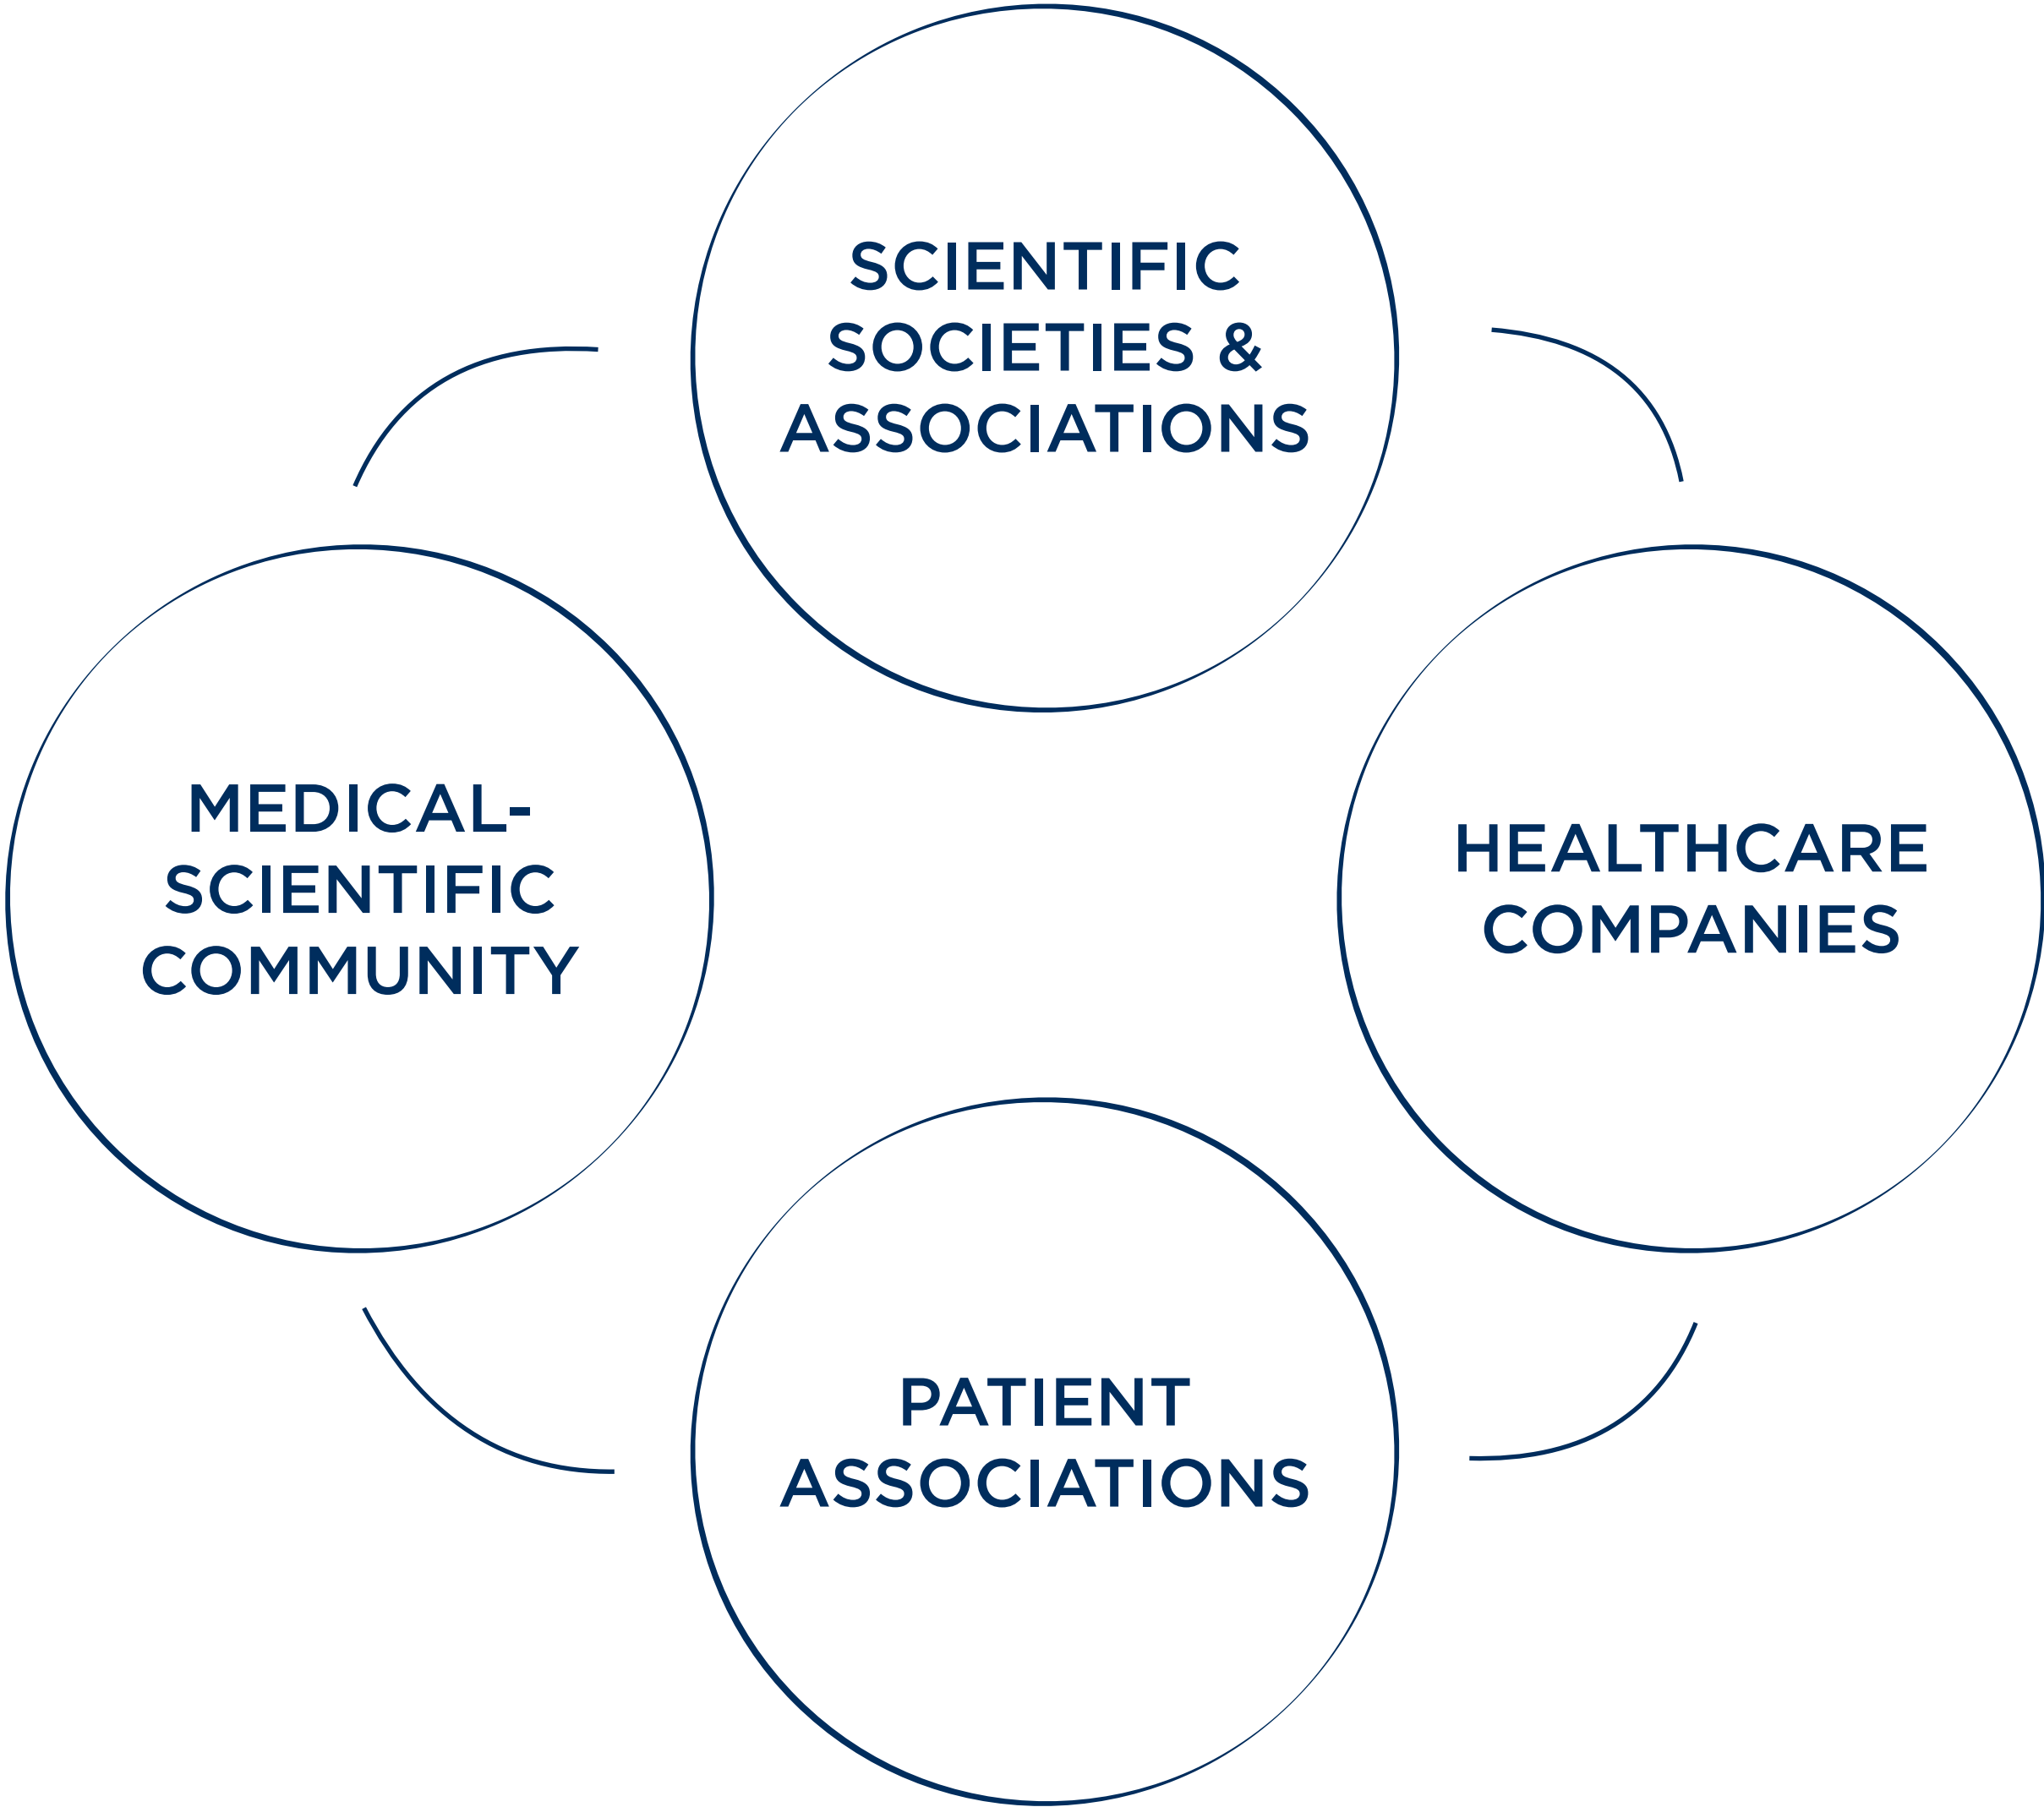 SCIENTIFIC
SOCIETIES &
ASSOCIATIONS
MEDICAL-
SCIENTIFIC
COMMUNITY
HEALTHCARE
COMPANIES
PATIENT
ASSOCIATIONS